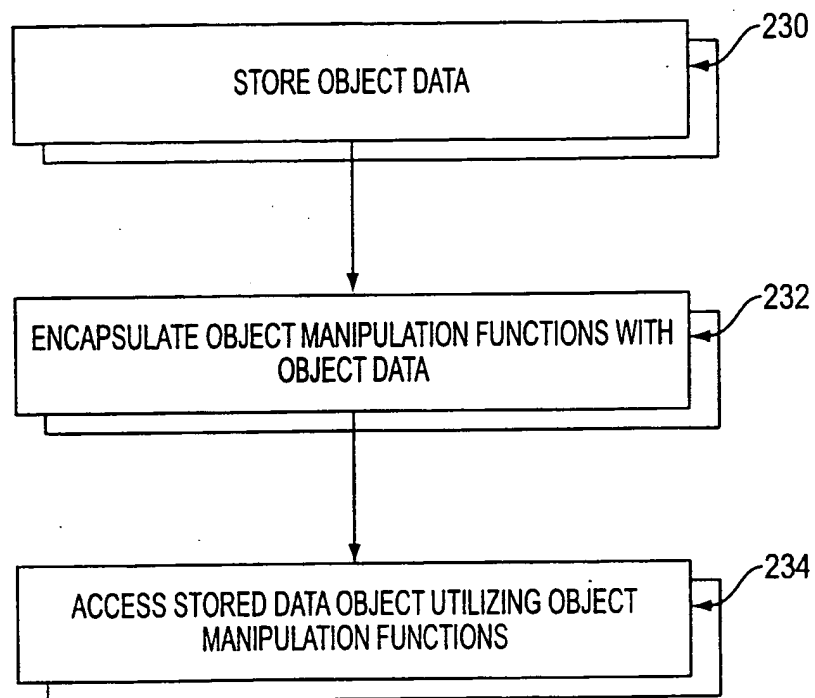 230
STORE OBJECT DATA
232
ENCAPSULATE OBJECT MANIPULATION FUNCTIONS WITH
OBJECT DATA
234
ACCESS STORED DATA OBJECT UTILIZING OBJECT
MANIPULATION FUNCTIONS